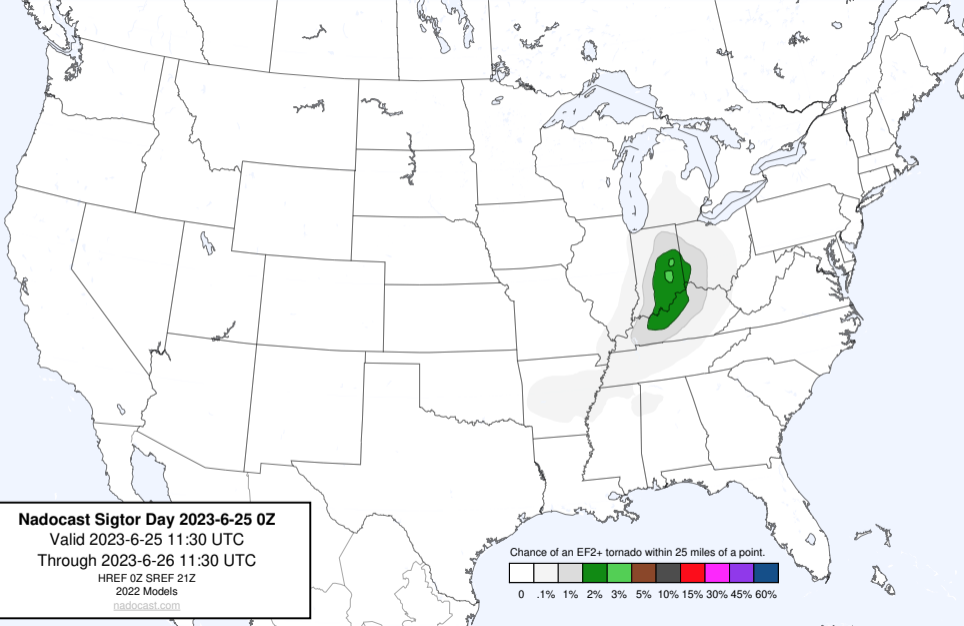 Nadocast Sigtor Day 2023-6-25 0Z
Valid 2023-6-25 11:30 UTC
Through 2023-6-26 11:30 UTC
HREF 0Z SREF 21Z
2022 Models
nadocast.com
Chance of an EF2+ tornado within 25 miles of a point.
0 .1% 1% 2% 3% 5% 10% 15% 30% 45% 60%